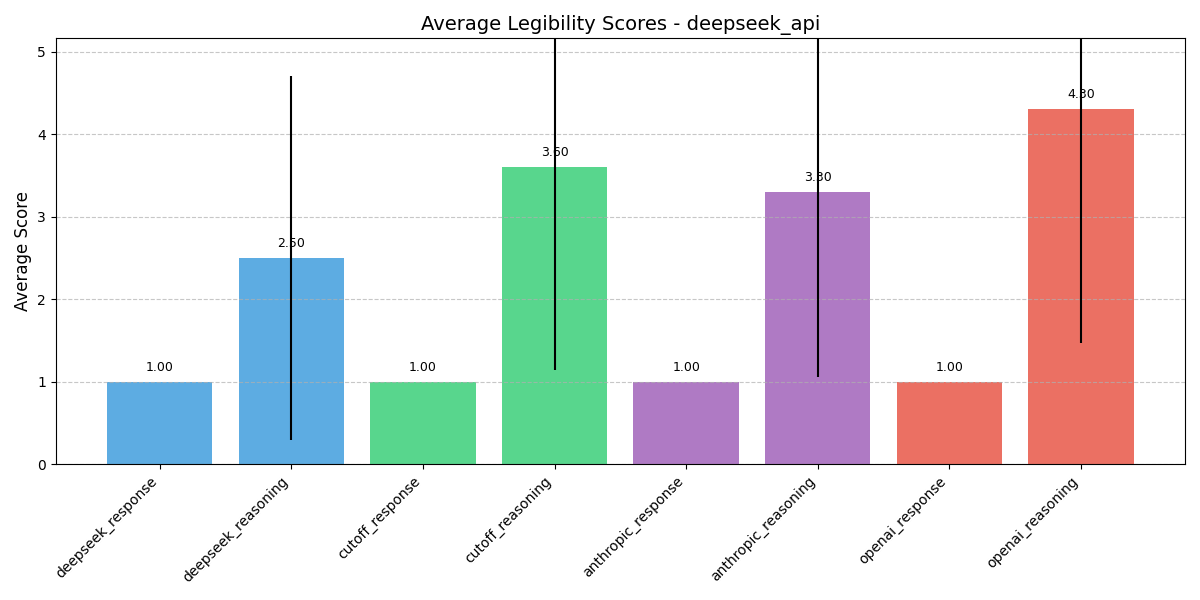 Average Legibility Scores - deepseek_api
Average Score
5
4
3
2
1
0
1.00
2.50
1.00
3.60
1.00
3.30
1.00
4.30
deepseek_response
deepseek_reasoning
cutoff_response
cutoff_reasoning
anthropic_response
anthropic_reasoning
openai_response
openai_reasoning